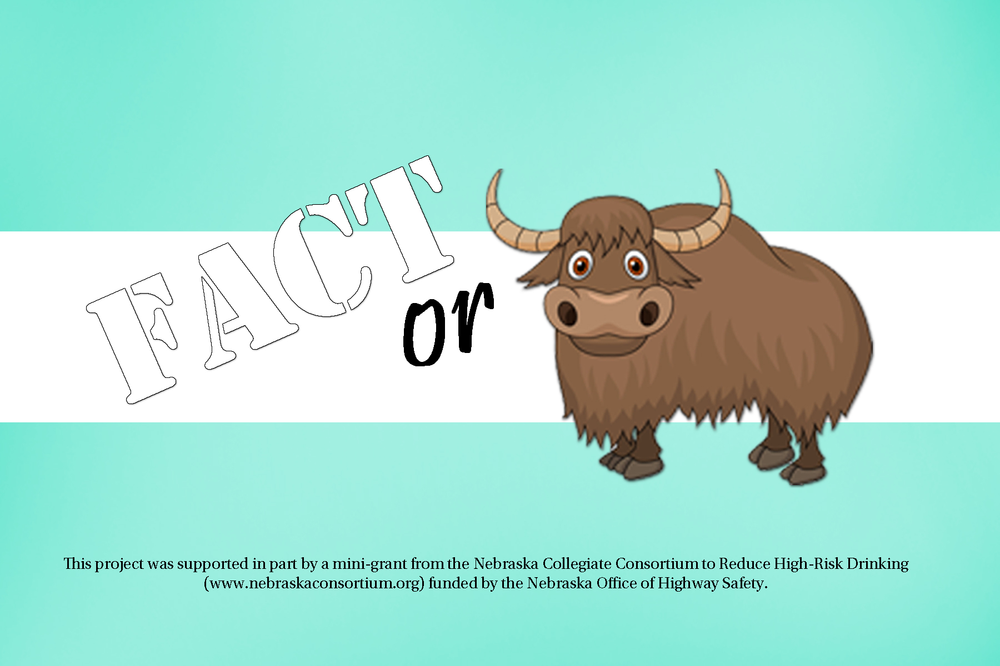 FACT
or
This project was supported in part by a mini-grant from the Nebraska Collegiate Consortium to Reduce High-Risk Drinking
(www.nebraskaconsortium.org) funded by the Nebraska Office of Highway Safety.